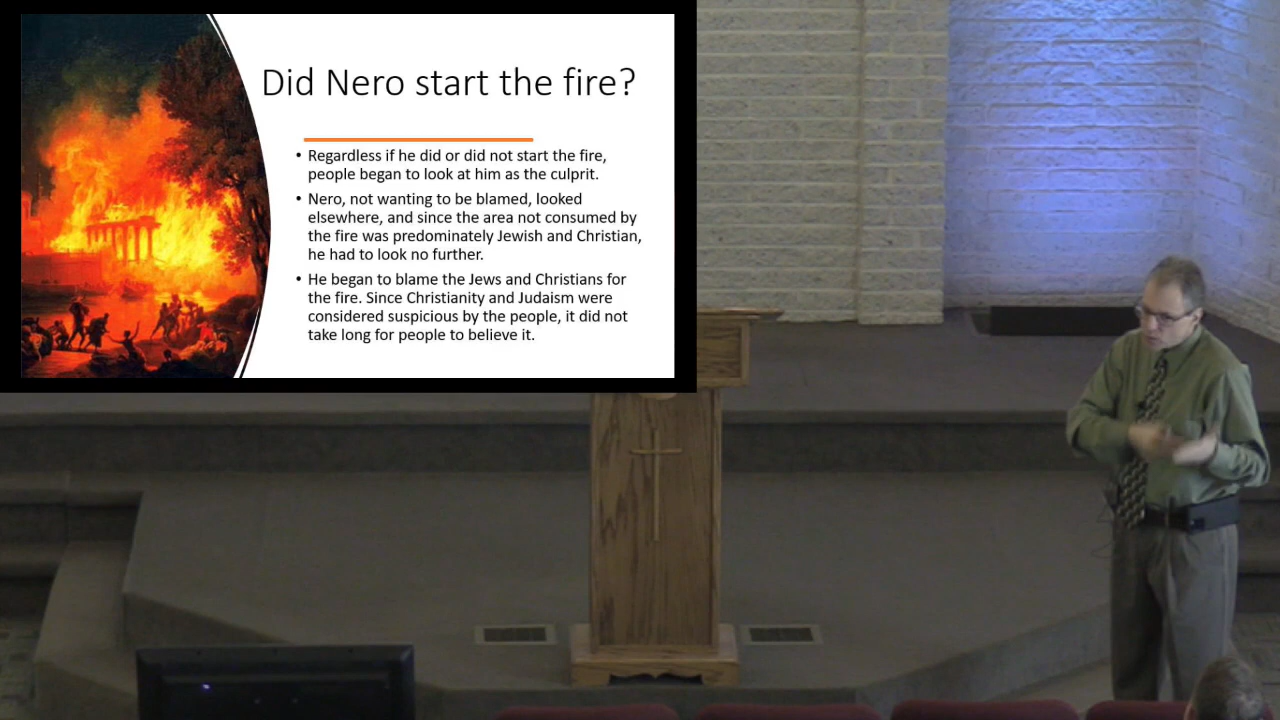 Did Nero start the fire?
• Regardless if he did or did not start the fire,
people began to look at him as the culprit.
• Nero, not wanting to be blamed, looked
elsewhere, and since the area not consumed by
the fire was predominately Jewish and Christian,
he had to look no further.
• He began to blame the Jews and Christians for
the fire. Since Christianity and Judaism were
considered suspicious by the people, it did not
take long for people to believe it.